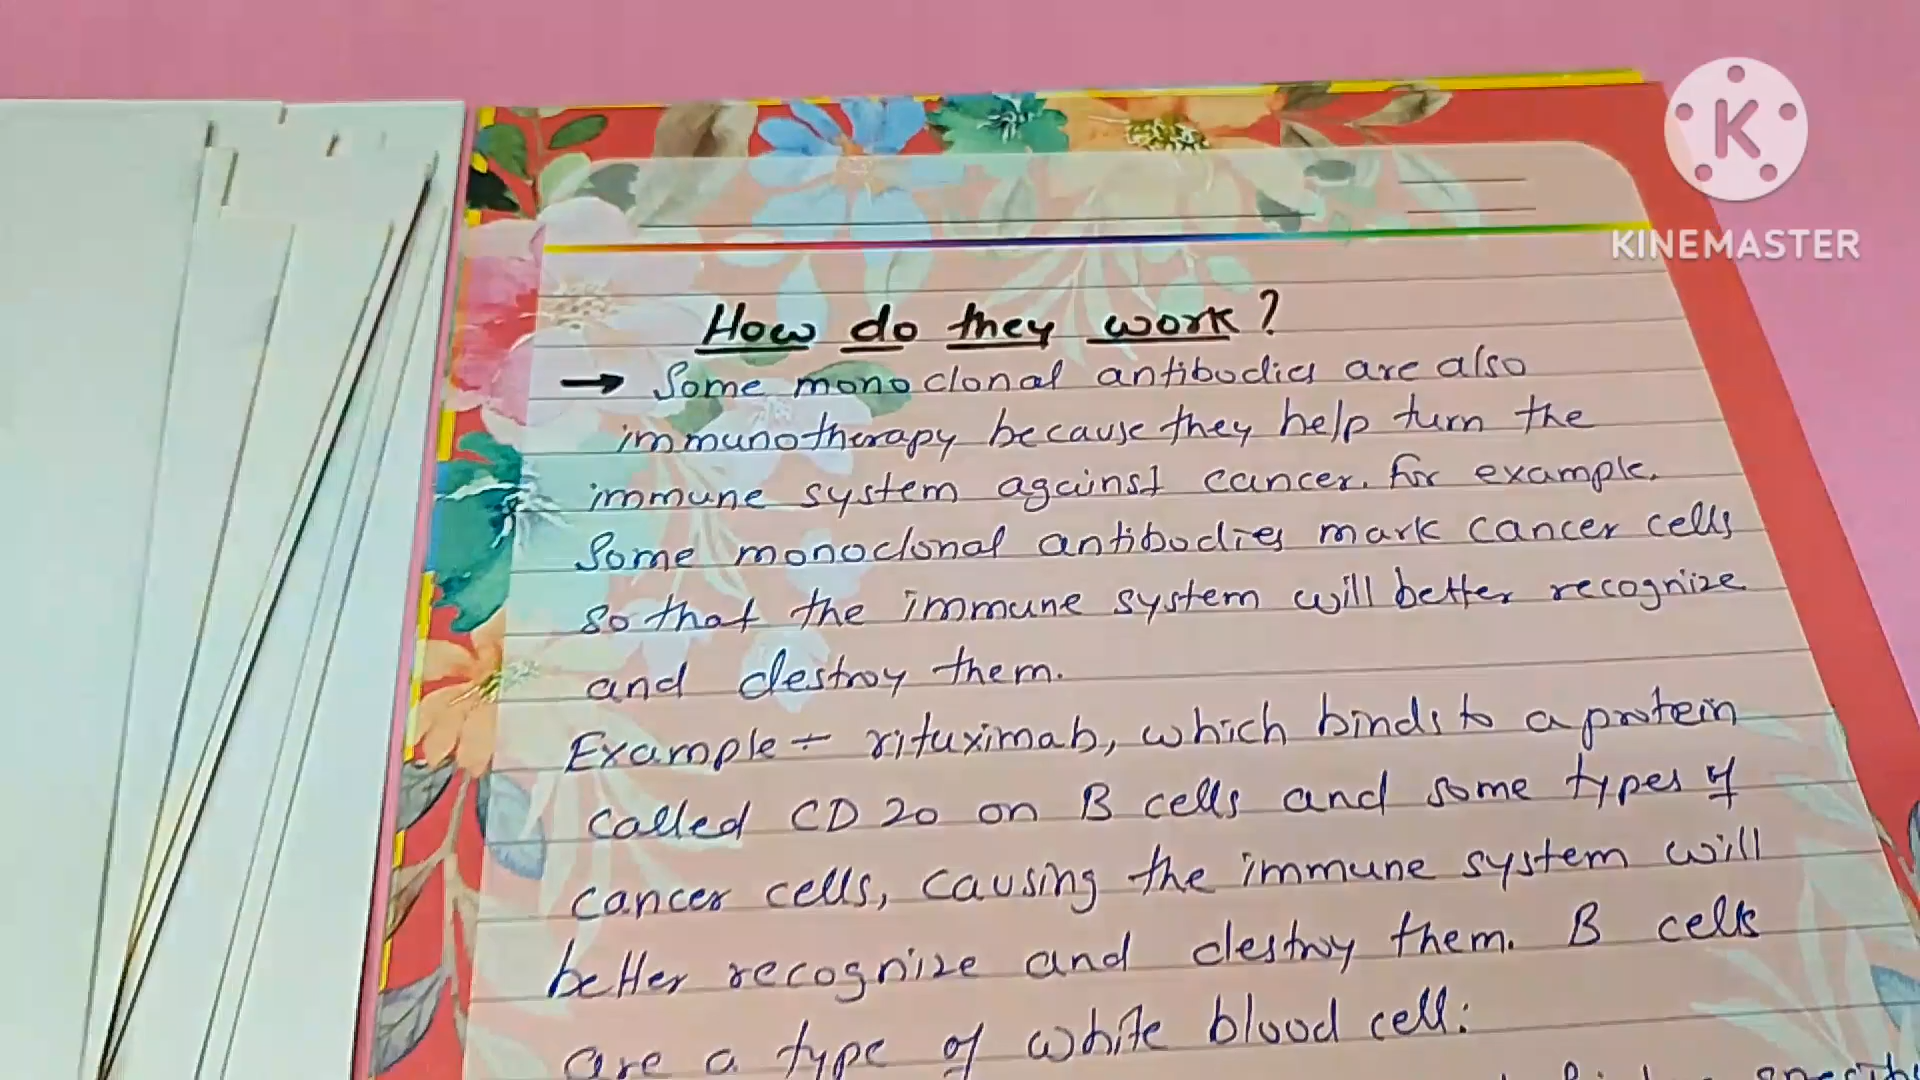 KINEMASTER
How do they work?
→ Some monoclonal antibodies are also
immunotherapy because they help turn the
immune system against cancer. For example,
Some monoclonal antibodies mark cancer cells
so that the immune system will better recognize
and destroy them.
Example ÷ rituximab, which binds to a protein
called CD 20 on B cells and some types of
cancer cells, causing the immune system will
better recognize and destroy them. B cells
are a type of white blood cell.